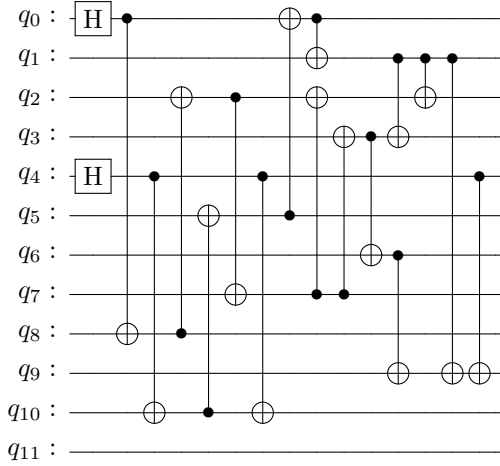 q0 : H
q1 :
q2 :
q3 :
q4 : H
q5 :
q6 :
q7 :
q8 :
q9 :
q10 :
q11 :